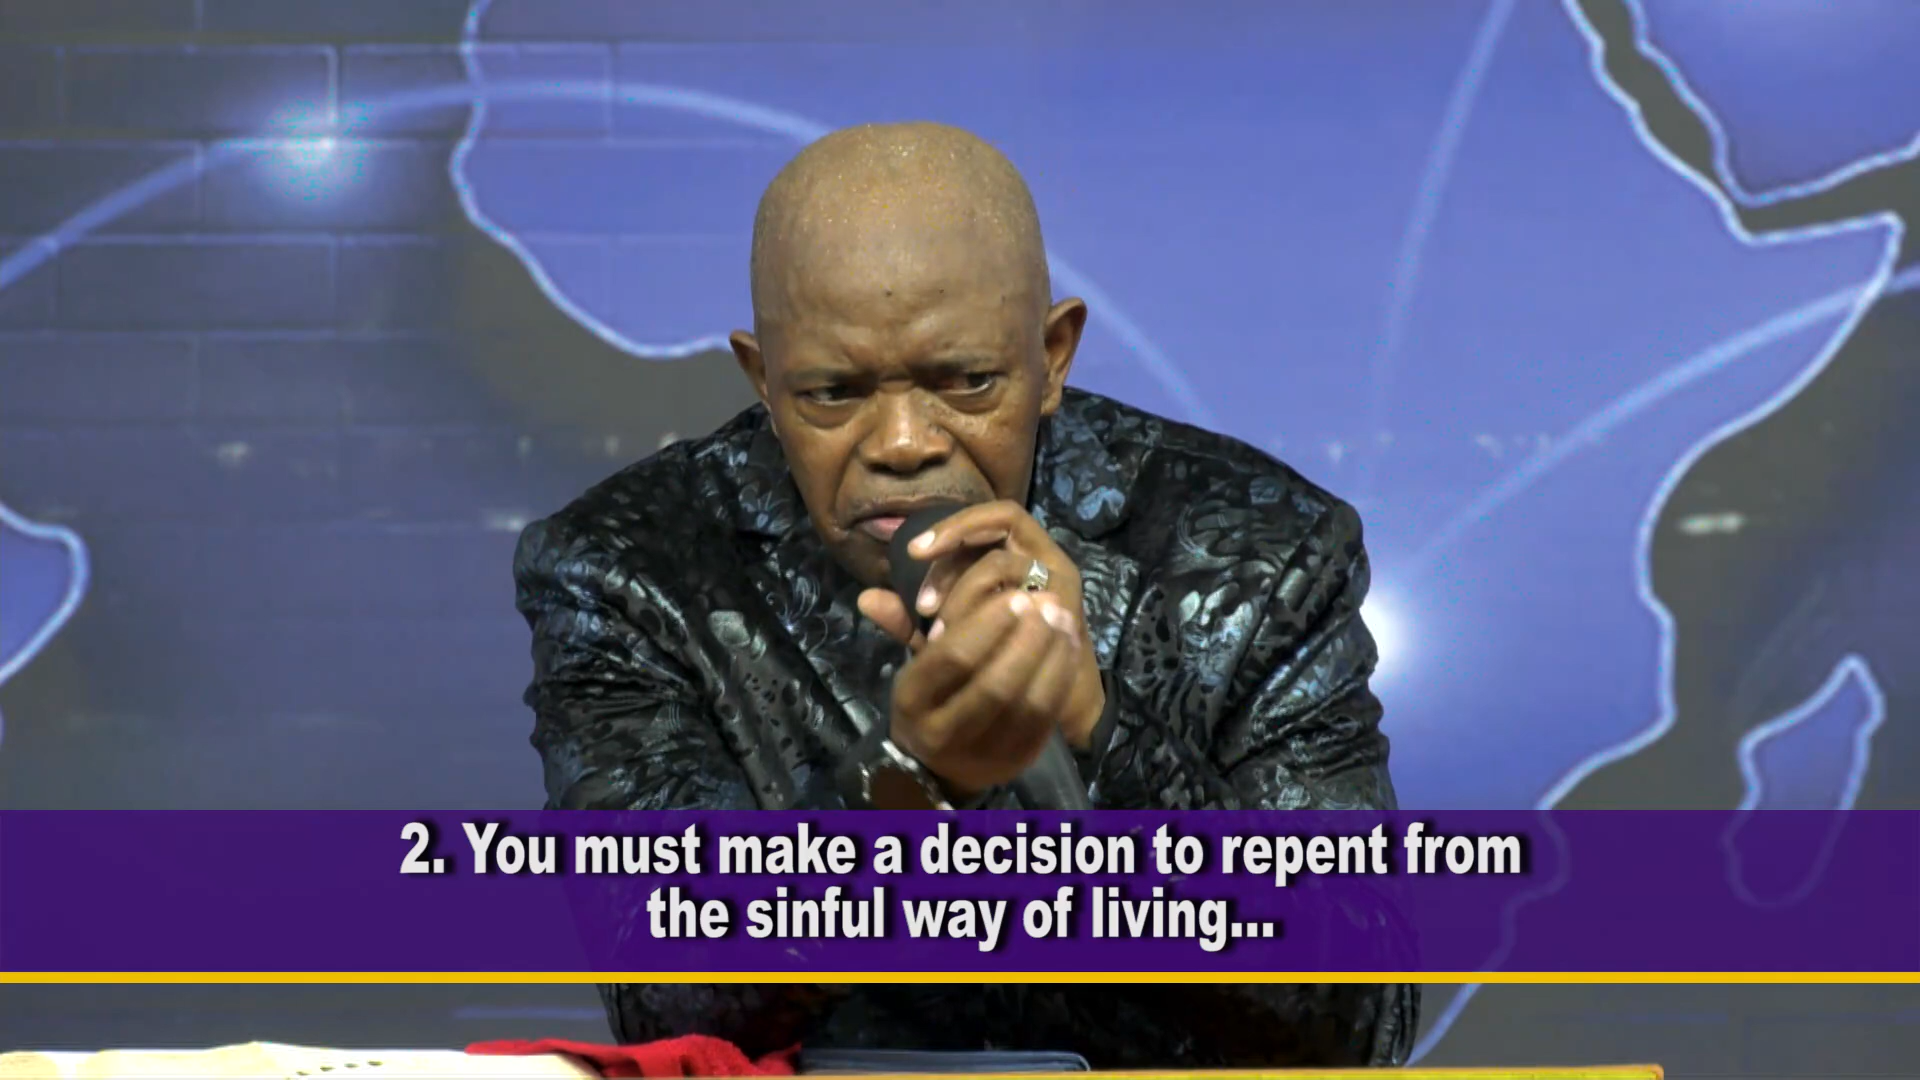 2. You must make a decision to repent from
the sinful way of living...